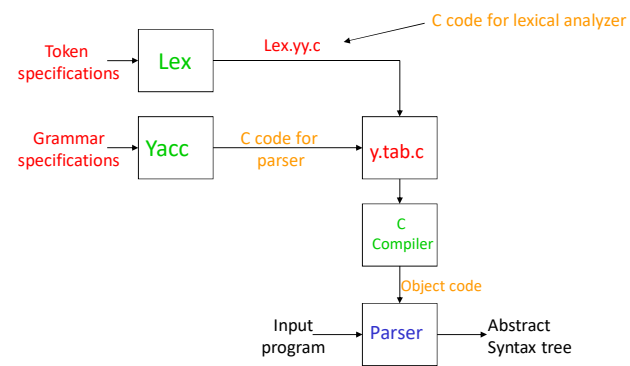 C code for lexical analyzer
Token
specifications
Lex
Lex.yy.c
Grammar
specifications
Yacc
C code for
parser
y.tab.c
C
Compiler
Object code
Input
program
Parser
Abstract
Syntax tree